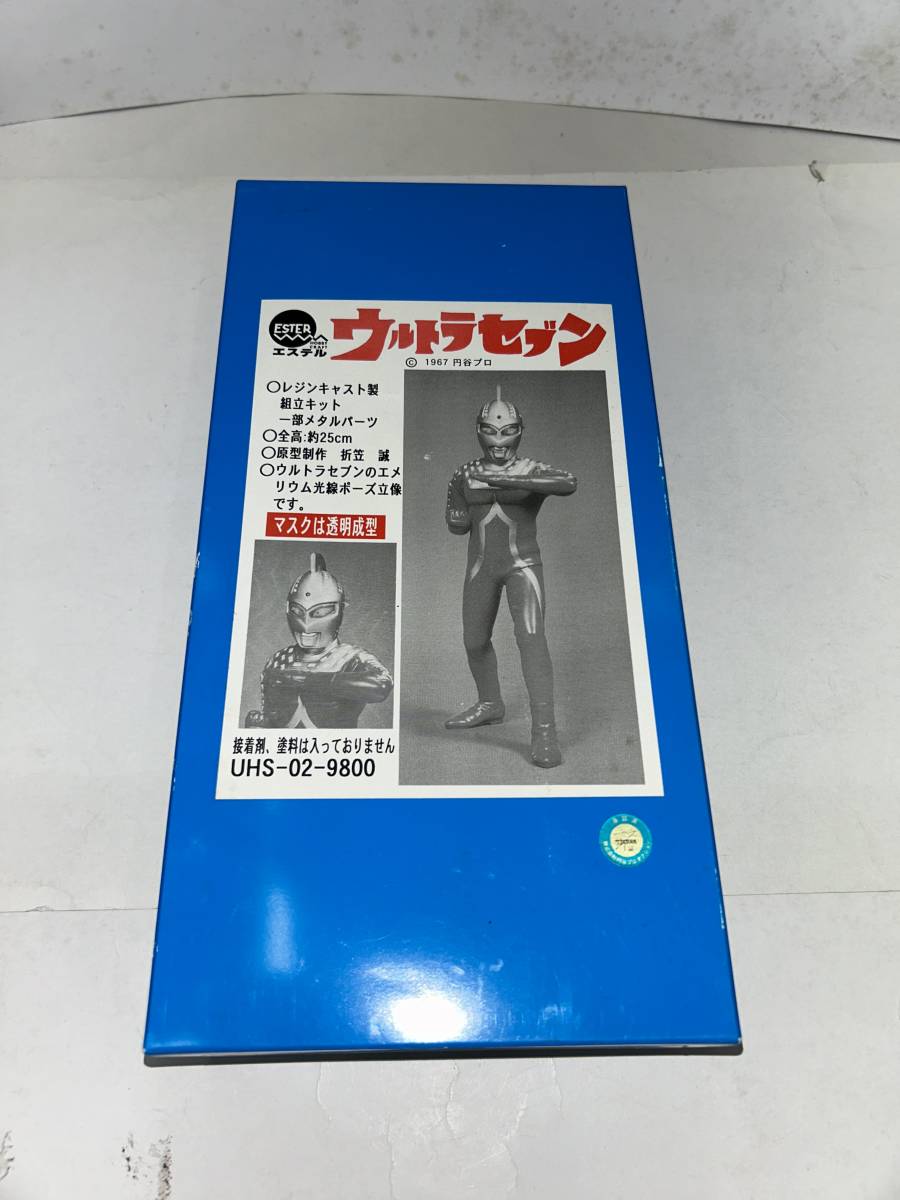 ESTER
HOBBY
CRAFT
エステル
ウルトラセブン
© 1967 円谷プロ
○レジンキャスト製
組立キット
一部メタルパーツ
○全高:約25cm
○原型制作 折笠 誠
○ウルトラセブンのエメ
リウム光線ポーズ立像
です。
マスクは透明成型
接着剤、塗料は入っておりません
UHS-02-9800